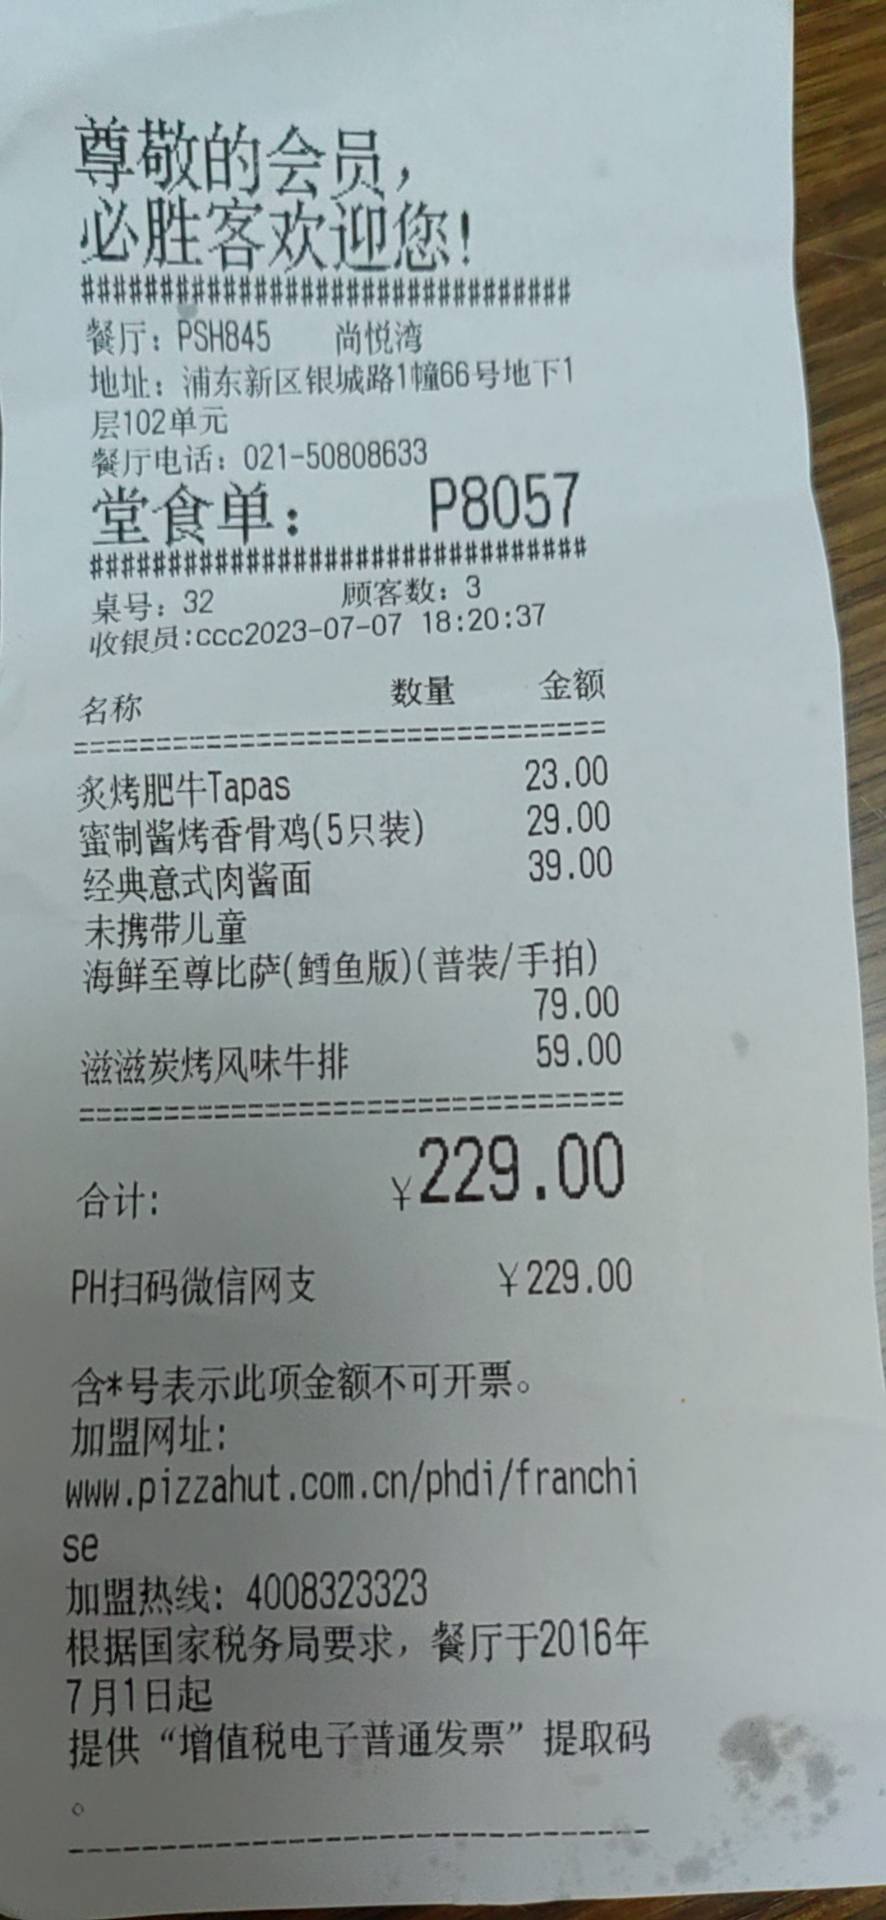 尊敬的会员，
必胜客欢迎您!
################################
餐厅：PSH845 尚悦湾
地址：浦东新区银城路1幢66号地下1
层102单元
餐厅电话：021-50808633
堂食单： P8057
################################
桌号：32 顾客数：3
收银员:ccc2023-07-07 18:20:37
名称 数量 金额
================================
炙烤肥牛Tapas 23.00
蜜制酱烤香骨鸡(5只装) 29.00
经典意式肉酱面 39.00
未携带儿童
海鲜至尊比萨(鳕鱼版)(普装/手拍)
79.00
滋滋炭烤风味牛排 59.00
================================
合计: ￥229.00
PH扫码微信网支 ￥229.00
含*号表示此项金额不可开票。
加盟网址:
www.pizzahut.com.cn/phdi/franchi
se
加盟热线: 4008323323
根据国家税务局要求，餐厅于2016年
7月1日起
提供“增值税电子普通发票”提取码
。
--------------------------------